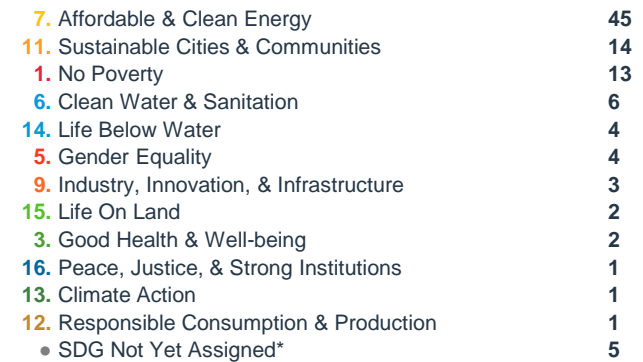 7. Affordable & Clean Energy 45
11. Sustainable Cities & Communities 14
1. No Poverty 13
6. Clean Water & Sanitation 6
14. Life Below Water 4
5. Gender Equality 4
9. Industry, Innovation, & Infrastructure 3
15. Life On Land 2
3. Good Health & Well-being 2
16. Peace, Justice, & Strong Institutions 1
13. Climate Action 1
12. Responsible Consumption & Production 1
● SDG Not Yet Assigned* 5